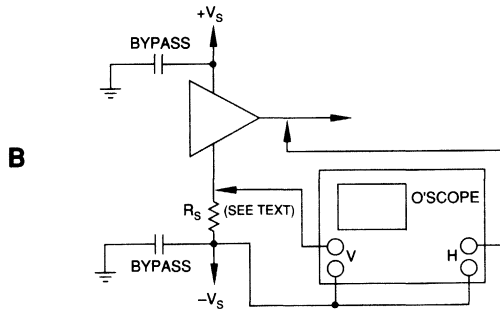 +VS
BYPASS
B
O'SCOPE
RS (SEE TEXT)
V H
BYPASS
–VS